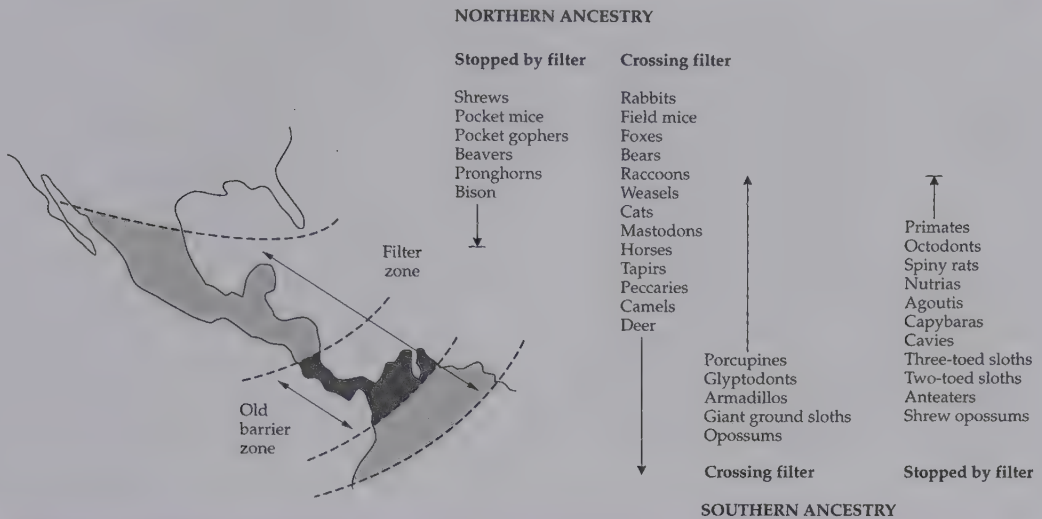 NORTHERN ANCESTRY
Stopped by filter
Shrews
Pocket mice
Pocket gophers
Beavers
Pronghorns
Bison
Crossing filter
Rabbits
Field mice
Foxes
Bears
Raccoons
Weasels
Cats
Mastodons
Horses
Tapirs
Peccaries
Camels
Deer
Filter
zone
Old
barrier
zone
Porcupines
Glyptodonts
Armadillos
Giant ground sloths
Opossums
Crossing filter
Primates
Octodonts
Spiny rats
Nutrias
Agoutis
Capybaras
Cavies
Three-toed sloths
Two-toed sloths
Anteaters
Shrew opossums
Stopped by filter
SOUTHERN ANCESTRY